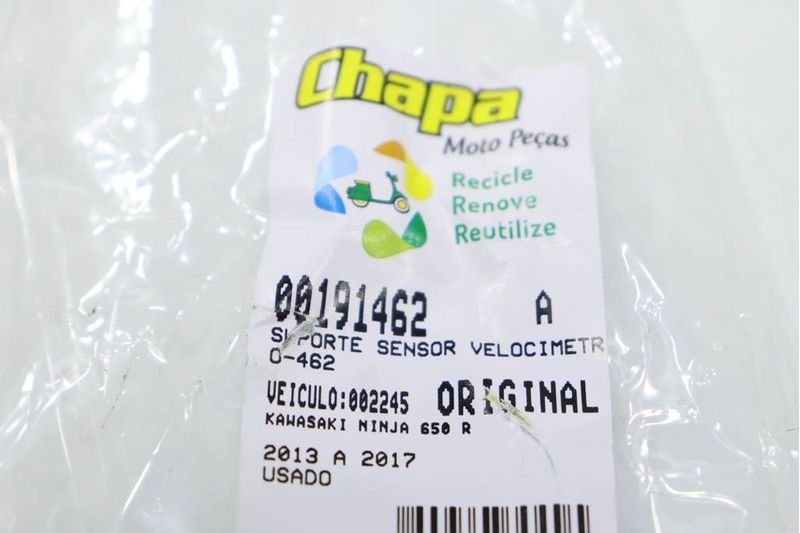 Chapa
Moto Peças
Recicle
Renove
Reutilize
00191462 A
SUPORTE SENSOR VELOCIMETR
O-462
VEICULO:002245 ORIGINAL
KAWASAKI NINJA 650 R
2013 A 2017
USADO